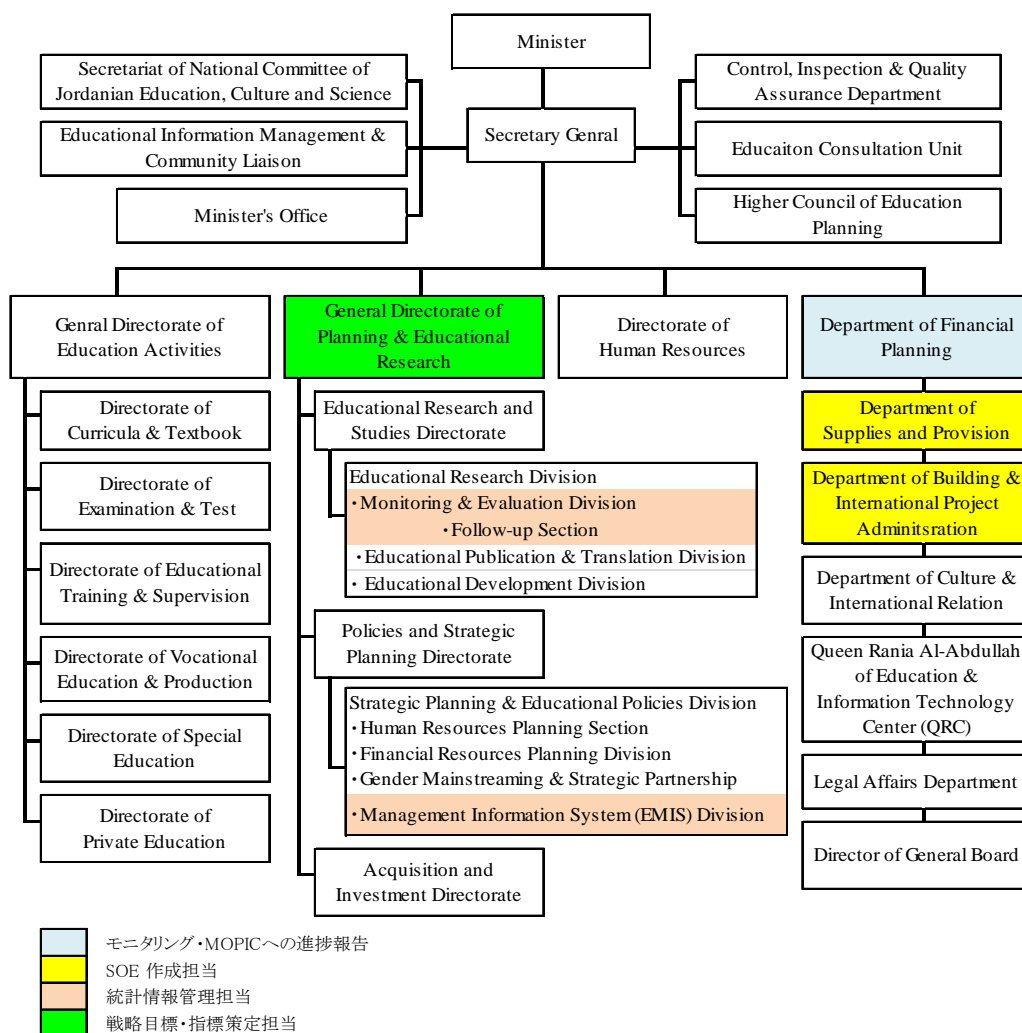 Minister
Secretariat of National Committee of
Jordanian Education, Culture and Science
Control, Inspection & Quality
Assurance Department
Educational Information Management &
Community Liaison
Secretary Genral
Educaiton Consultation Unit
Minister's Office
Higher Council of Education
Planning
Genral Directorate of
Education Activities
General Directorate of
Planning & Educational
Research
Directorate of
Human Resources
Department of Financial
Planning
Directorate of
Curricula & Textbook
Directorate of
Examination & Test
Directorate of Educational
Training & Supervision
Directorate of Vocational
Education & Production
Directorate of Special
Education
Directorate of
Private Education
Educational Research and
Studies Directorate
Educational Research Division
・Monitoring & Evaluation Division
・Follow-up Section
・Educational Publication & Translation Division
・Educational Development Division
Policies and Strategic
Planning Directorate
Strategic Planning & Educational Policies Division
・Human Resources Planning Section
・Financial Resources Planning Division
・Gender Mainstreaming & Strategic Partnership
・Management Information System (EMIS) Division
Acquisition and
Investment Directorate
Department of
Supplies and Provision
Department of Building &
International Project
Adminitsration
Department of Culture &
International Relation
Queen Rania Al-Abdullah
of Education &
Information Technology
Center (QRC)
Legal Affairs Department
Director of General Board
モニタリング・MOPICへの進捗報告
SOE 作成担当
統計情報管理担当
戦略目標・指標策定担当